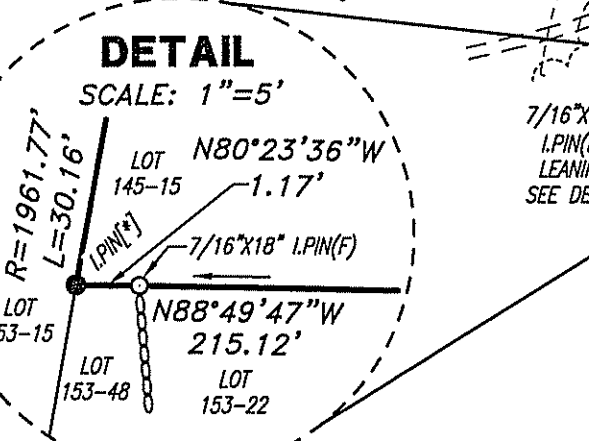 DETAIL
SCALE: 1"=5'
R=1961.77'
L=30.16'
LOT
145-15
N80°23'36"W
1.17'
I.PIN[*]
7/16"X18" I.PIN(F)
N88°49'47"W
215.12'
LOT
53-15
LOT
153-48
LOT
153-22
7/16"X
I.PIN(
LEANI
SEE DE